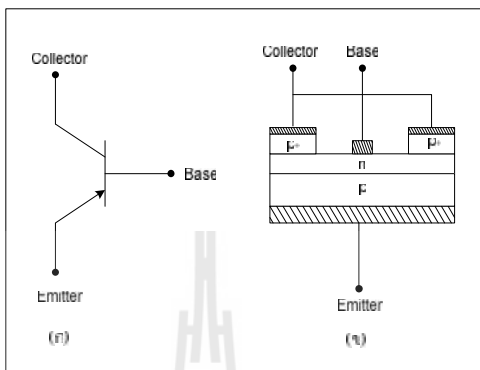 Collector
Base
Emitter
(ก)
Collector Base
p+ p+
n
p
Emitter
(ข)